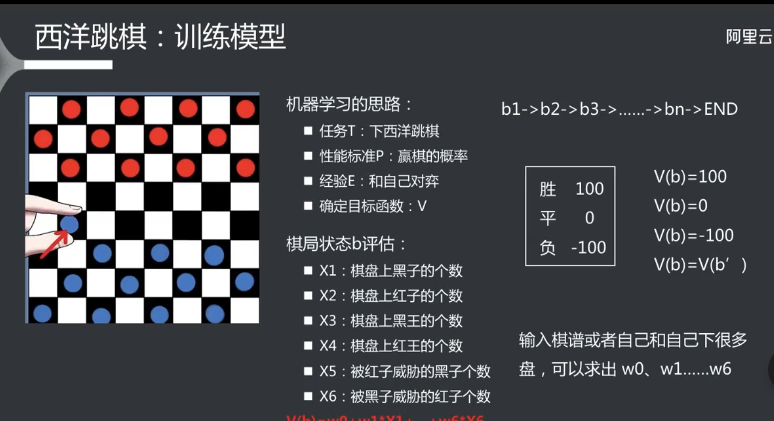 西洋跳棋：训练模型
阿里云
机器学习的思路：
■ 任务T：下西洋跳棋
■ 性能标准P：赢棋的概率
■ 经验E：和自己对弈
■ 确定目标函数：V
棋局状态b评估：
■ X1：棋盘上黑子的个数
■ X2：棋盘上红子的个数
■ X3：棋盘上黑王的个数
■ X4：棋盘上红王的个数
■ X5：被红子威胁的黑子个数
■ X6：被黑子威胁的红子个数
b1->b2->b3->......->bn->END
胜 100
平 0
负 -100
V(b)=100
V(b)=0
V(b)=-100
V(b)=V(b′)
输入棋谱或者自己和自己下很多
盘，可以求出 w0、w1......w6